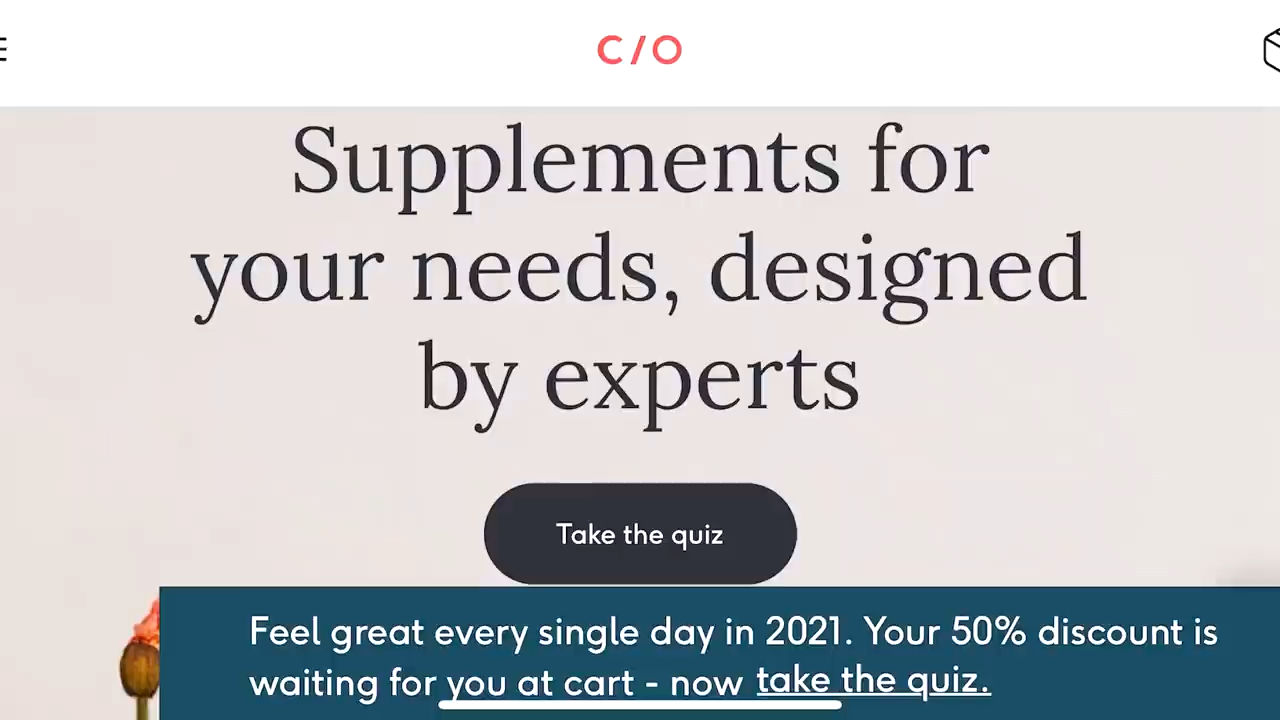 C/O
Supplements for
your needs, designed
by experts
Take the quiz
Feel great every single day in 2021. Your 50% discount is
waiting for you at cart - now take the quiz.